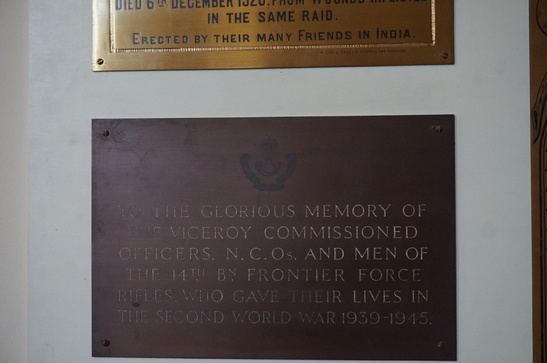 DIED 6TH DECEMBER 1920, FROM WOUNDS
IN THE SAME RAID.
ERECTED BY THEIR MANY FRIENDS IN INDIA.
TO THE GLORIOUS MEMORY OF
THE VICEROY COMMISSIONED
OFFICERS, N.C.Os. AND MEN OF
THE 14TH BN FRONTIER FORCE
RIFLES, WHO GAVE THEIR LIVES IN
THE SECOND WORLD WAR 1939-1945.